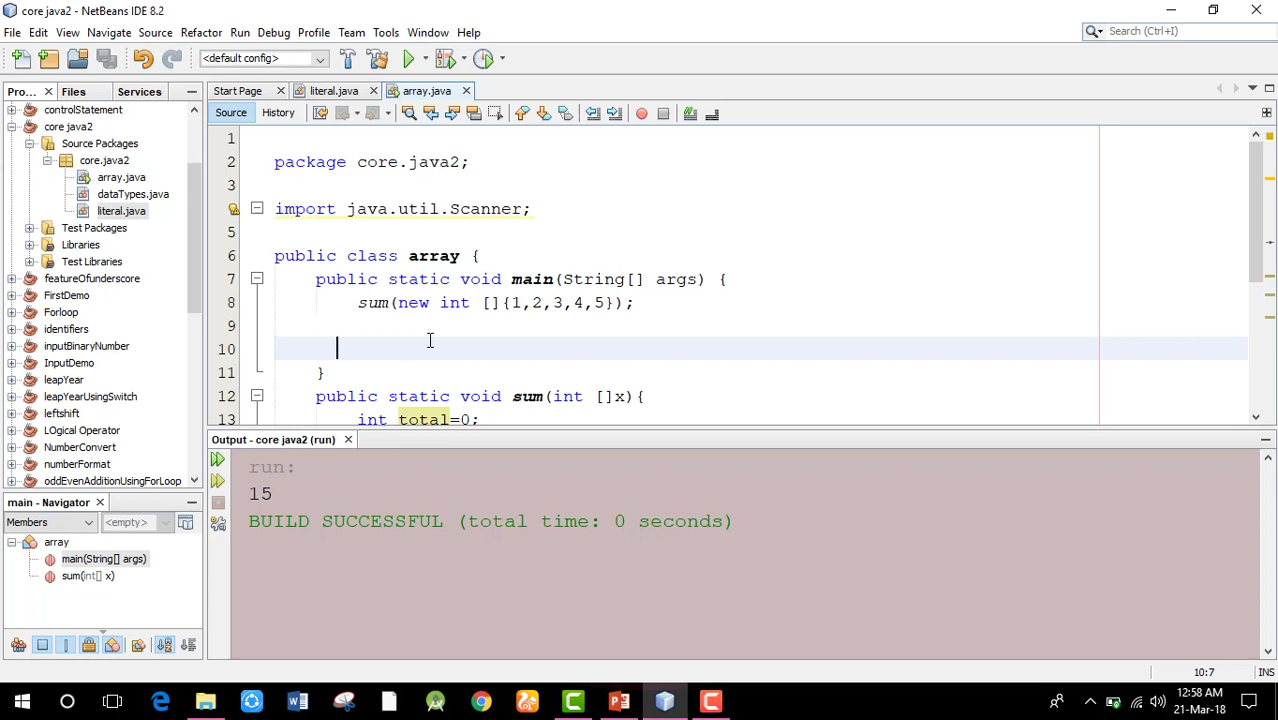 core java2 - NetBeans IDE 8.2
File Edit View Navigate Source Refactor Run Debug Profile Team Tools Window Help
Search (Ctrl+I)
<default config>
Pro... Files Services
Start Page literal.java array.java
Source History
controlStatement
core java2
Source Packages
core.java2
array.java
dataTypes.java
literal.java
Test Packages
Libraries
Test Libraries
featureOfunderscore
FirstDemo
Forloop
identifiers
inputBinaryNumber
InputDemo
leapYear
leapYearUsingSwitch
leftshift
LOgical Operator
NumberConvert
numberFormat
oddEvenAdditionUsingForLoop
1
2 package core.java2;
3
import java.util.Scanner;
5
6 public class array {
7 public static void main(String[] args) {
8 sum(new int []{1,2,3,4,5});
9
10
11 }
12 public static void sum(int []x){
13 int total=0;
Output - core java2 (run)
run:
15
BUILD SUCCESSFUL (total time: 0 seconds)
main - Navigator
Members <empty>
array
main(String[] args)
sum(int[] x)
10:7 INS
12:58 AM
21-Mar-18